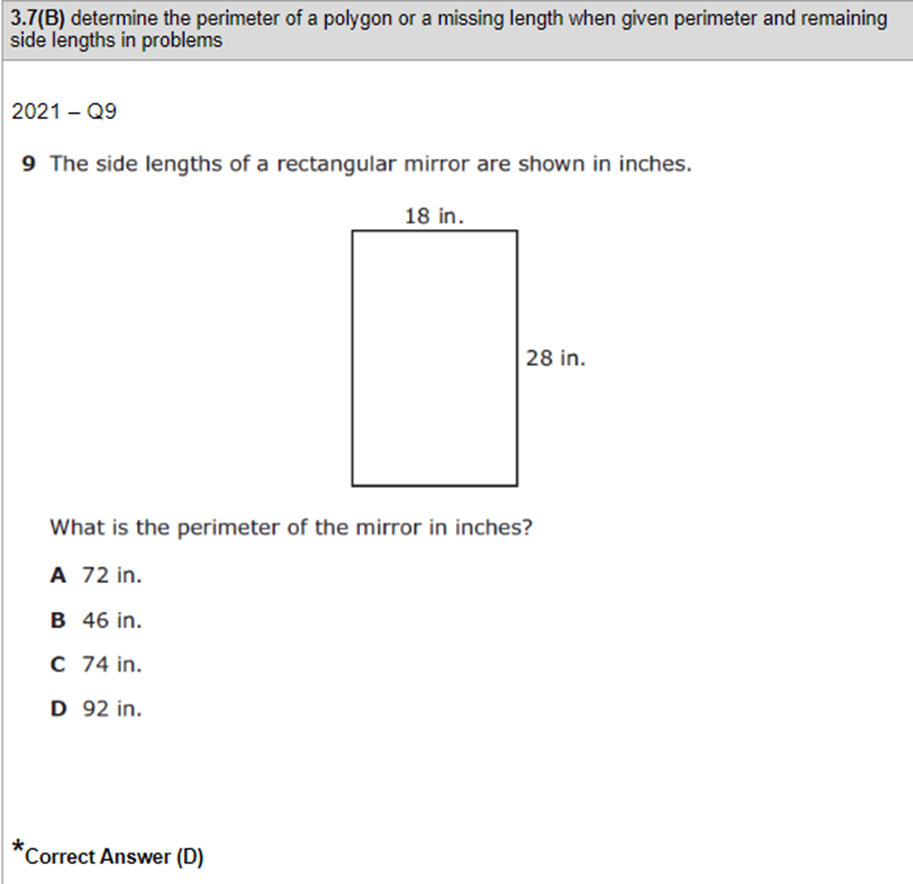 3.7(B) determine the perimeter of a polygon or a missing length when given perimeter and remaining
side lengths in problems
2021 – Q9
9 The side lengths of a rectangular mirror are shown in inches.
18 in.
28 in.
What is the perimeter of the mirror in inches?
A 72 in.
B 46 in.
C 74 in.
D 92 in.
*Correct Answer (D)